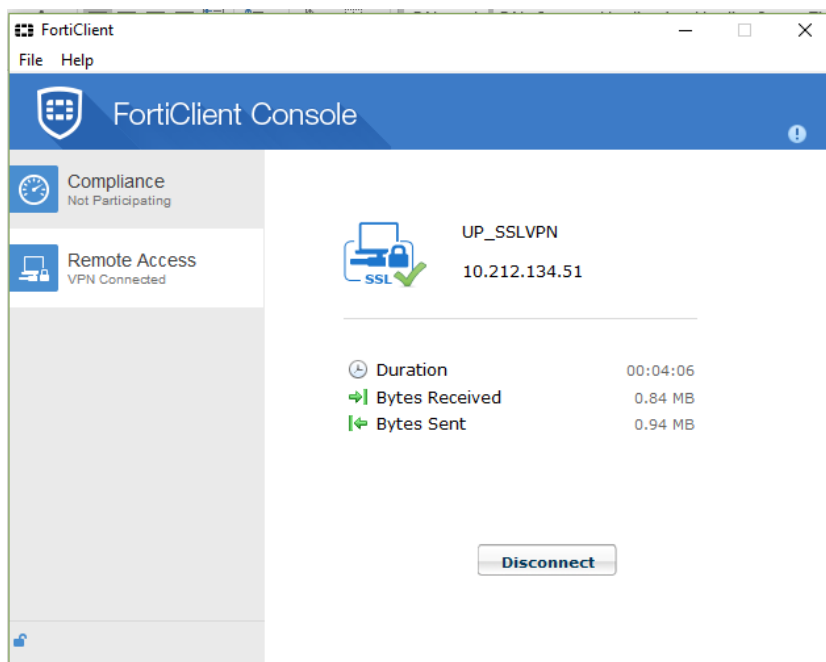 FortiClient
File Help
FortiClient Console
Compliance
Not Participating
Remote Access
VPN Connected
UP_SSLVPN
10.212.134.51
SSL
Duration 00:04:06
Bytes Received 0.84 MB
Bytes Sent 0.94 MB
Disconnect